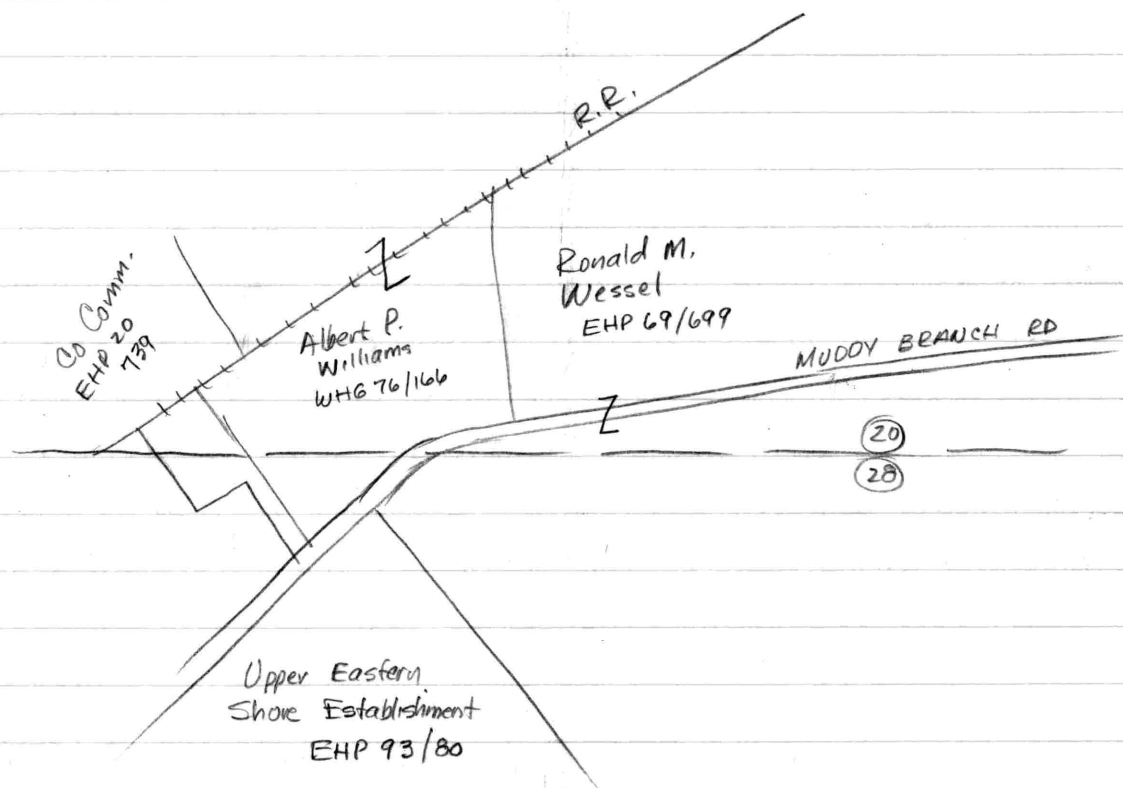 R.R.
Co Comm.
EHP 20
739
Albert P.
Williams
WHG 76/166
Ronald M.
Wessel
EHP 69/699
MUDDY BRANCH RD
20
28
Upper Eastern
Shore Establishment
EHP 93/80